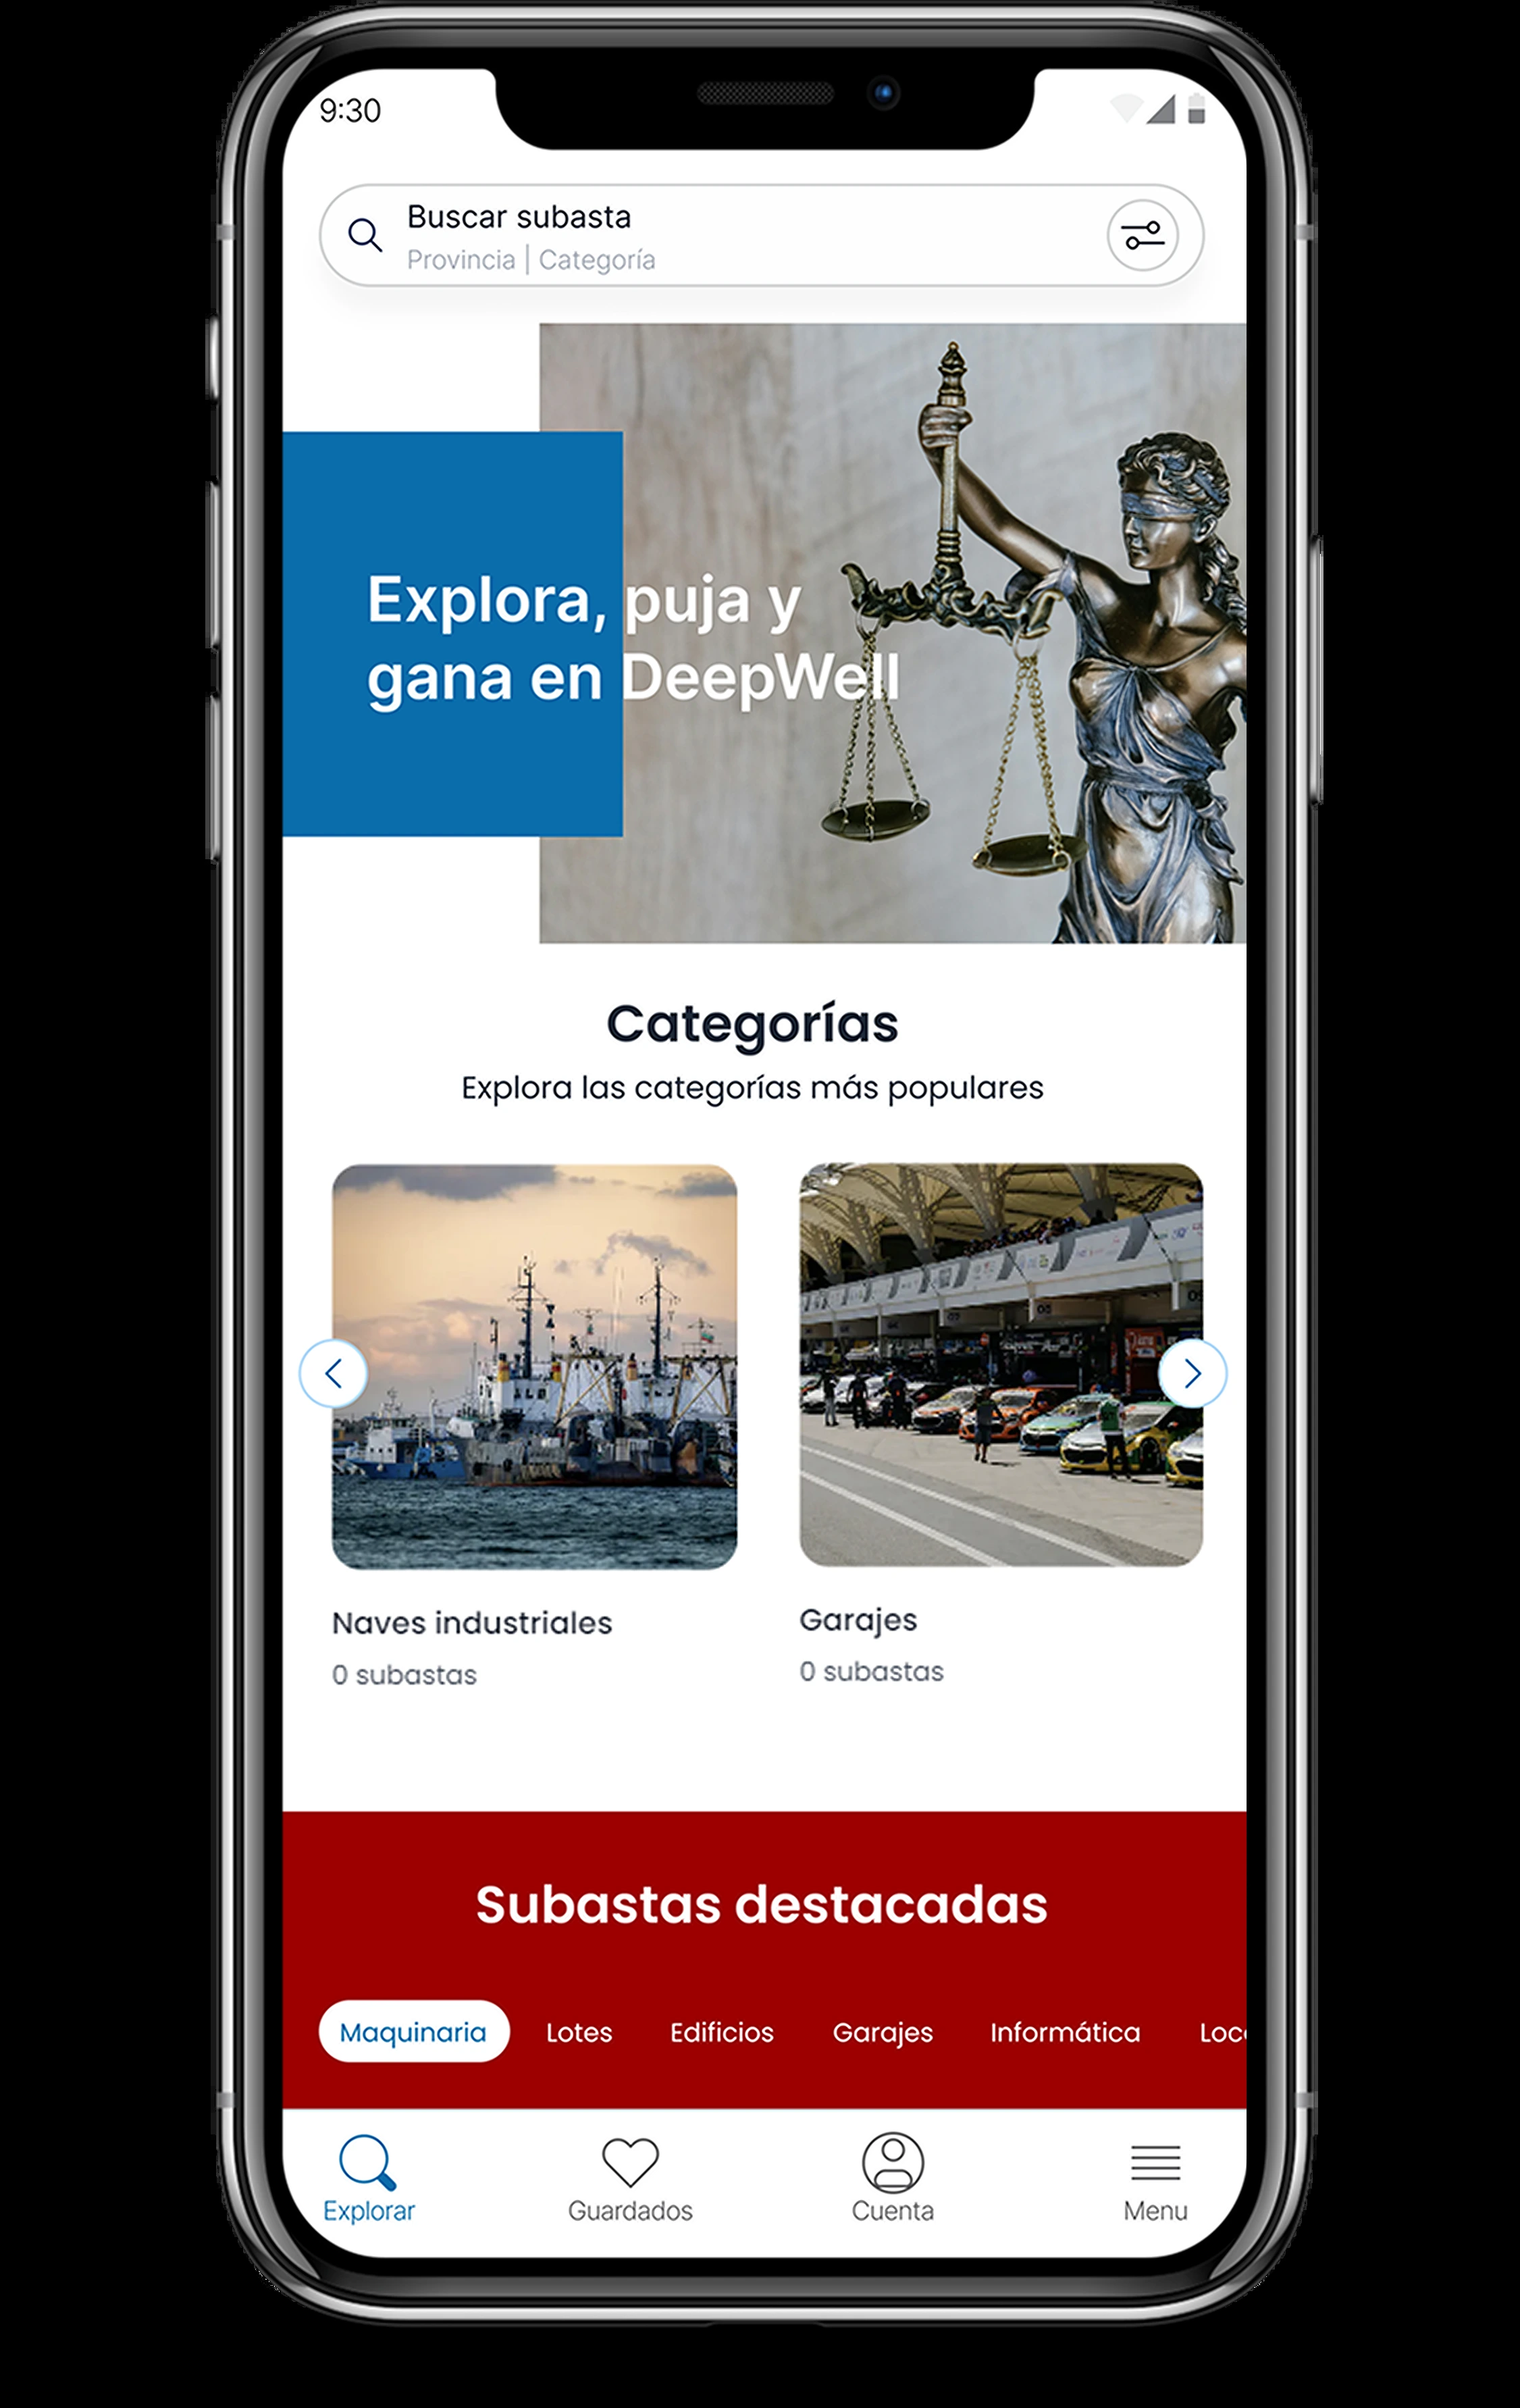 9:30
Buscar subasta
Provincia | Categoría
Explora, puja y
gana en DeepWell
Categorías
Explora las categorías más populares
Naves industriales
0 subastas
Garajes
0 subastas
Subastas destacadas
Maquinaria Lotes Edificios Garajes Informática Loc
Explorar Guardados Cuenta Menu